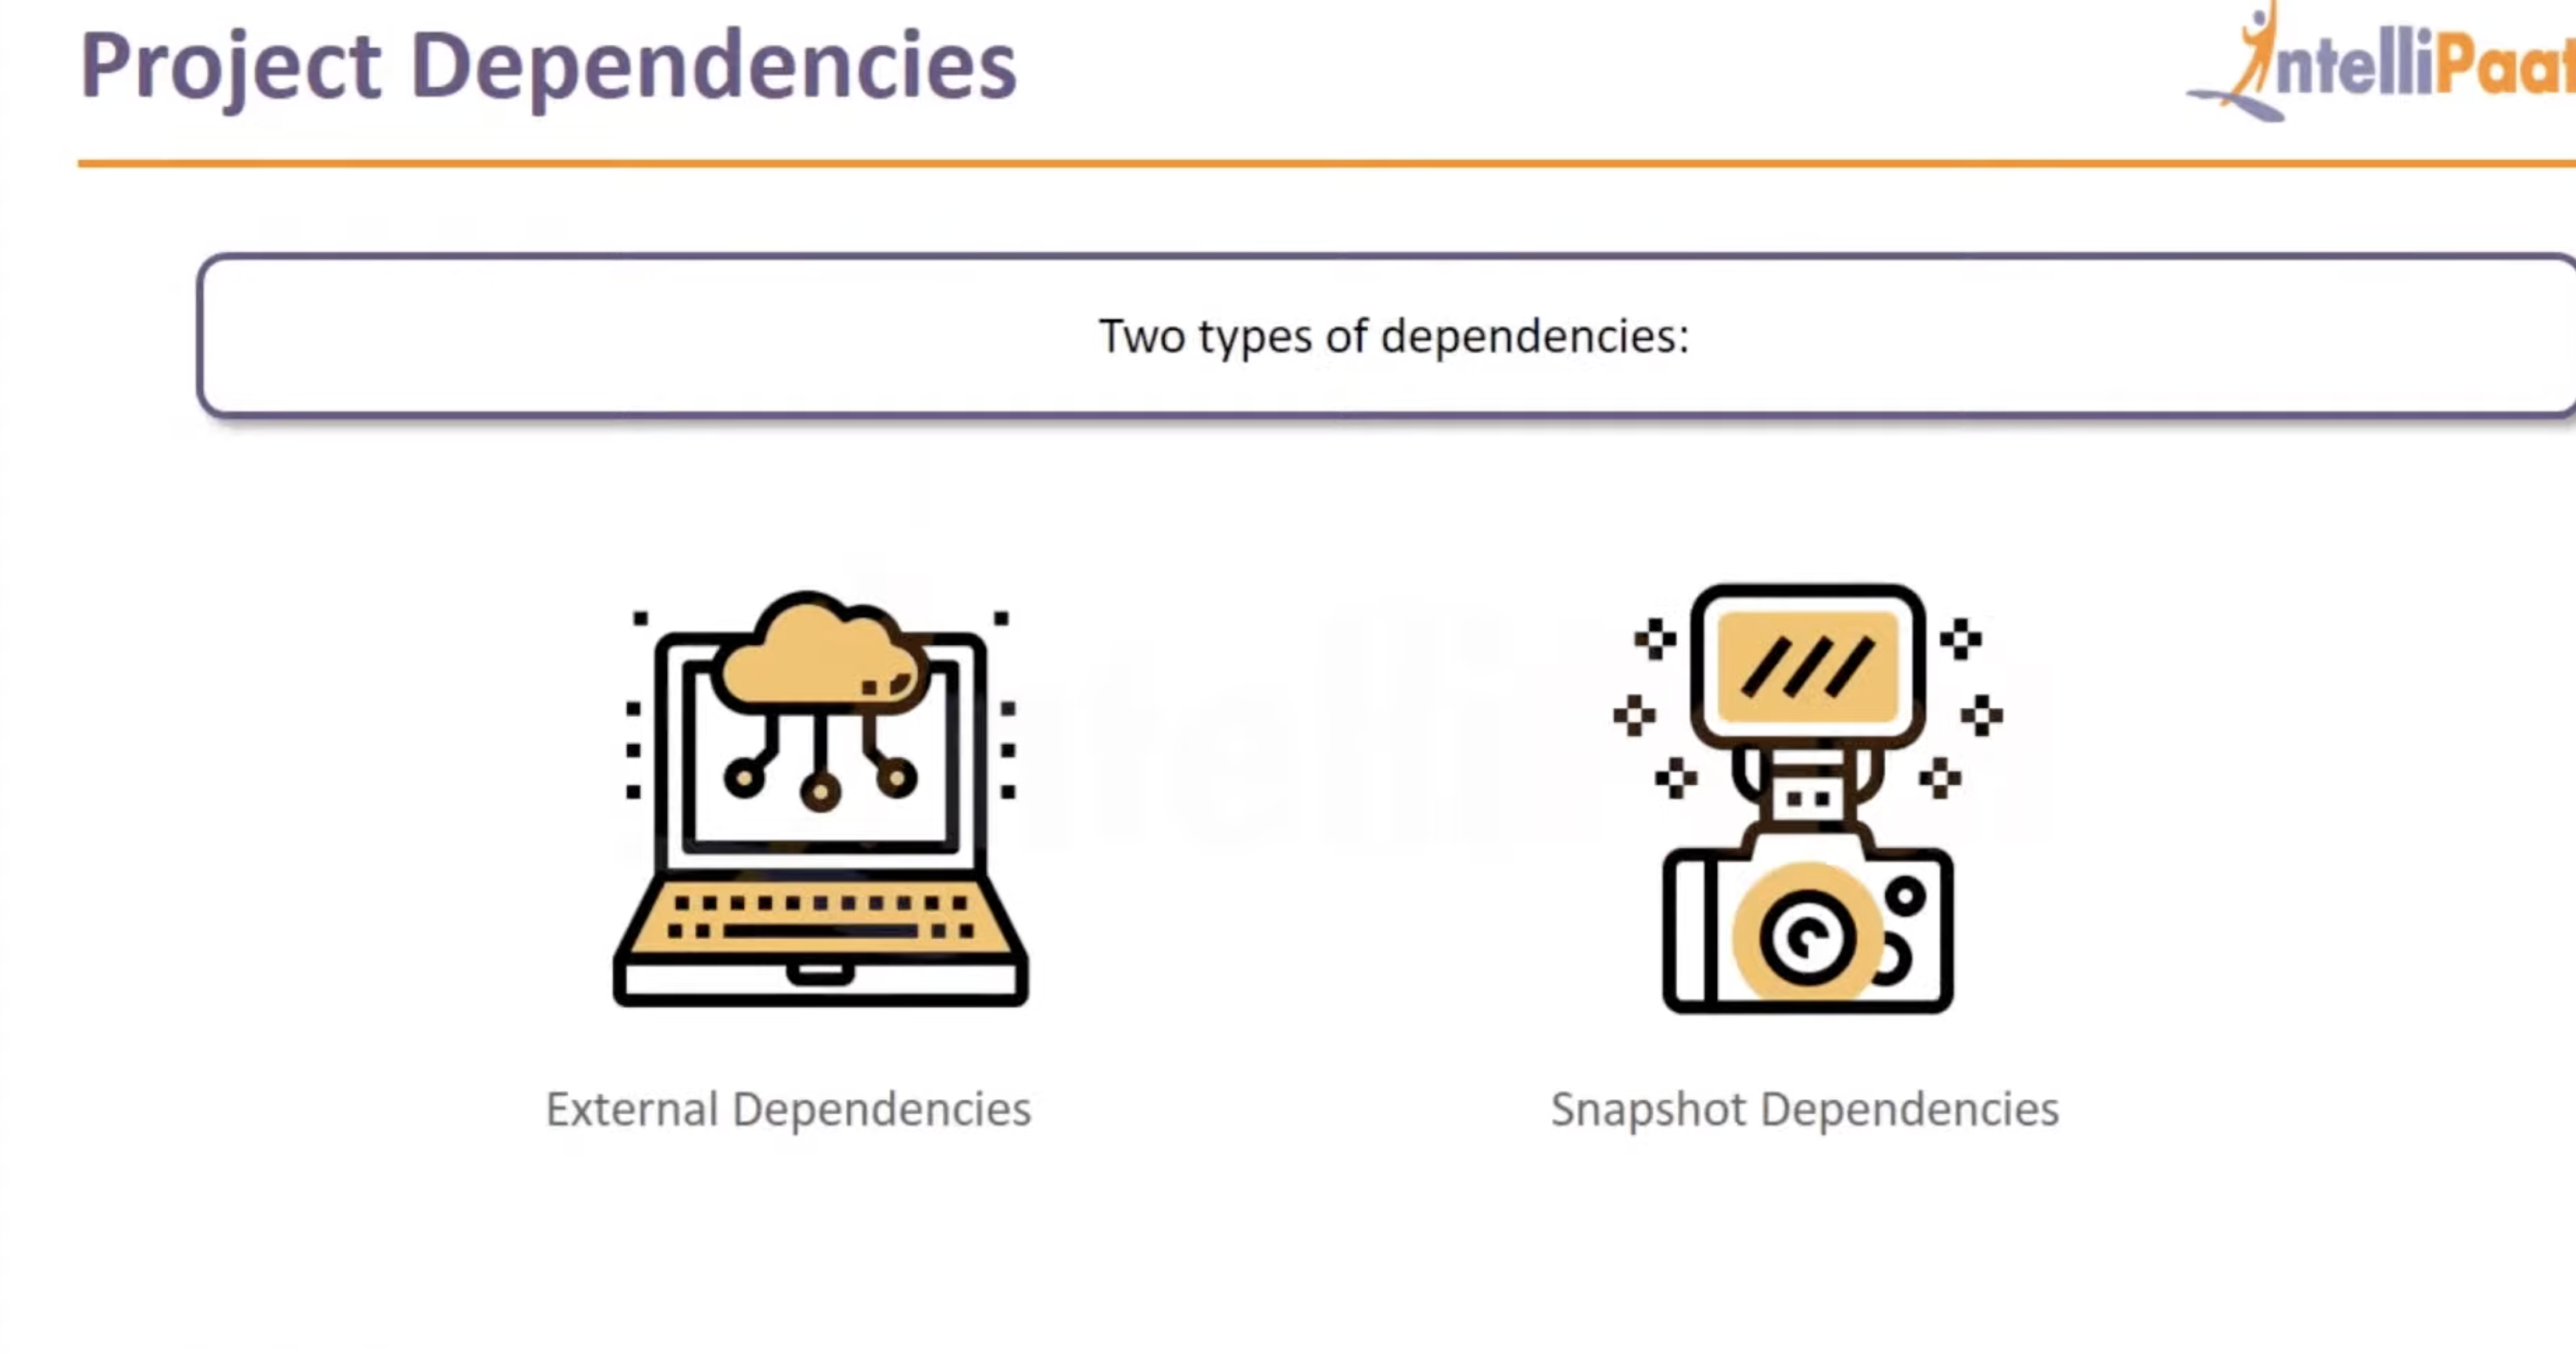 Project Dependencies
IntelliPaat
Two types of dependencies:
External Dependencies
Snapshot Dependencies